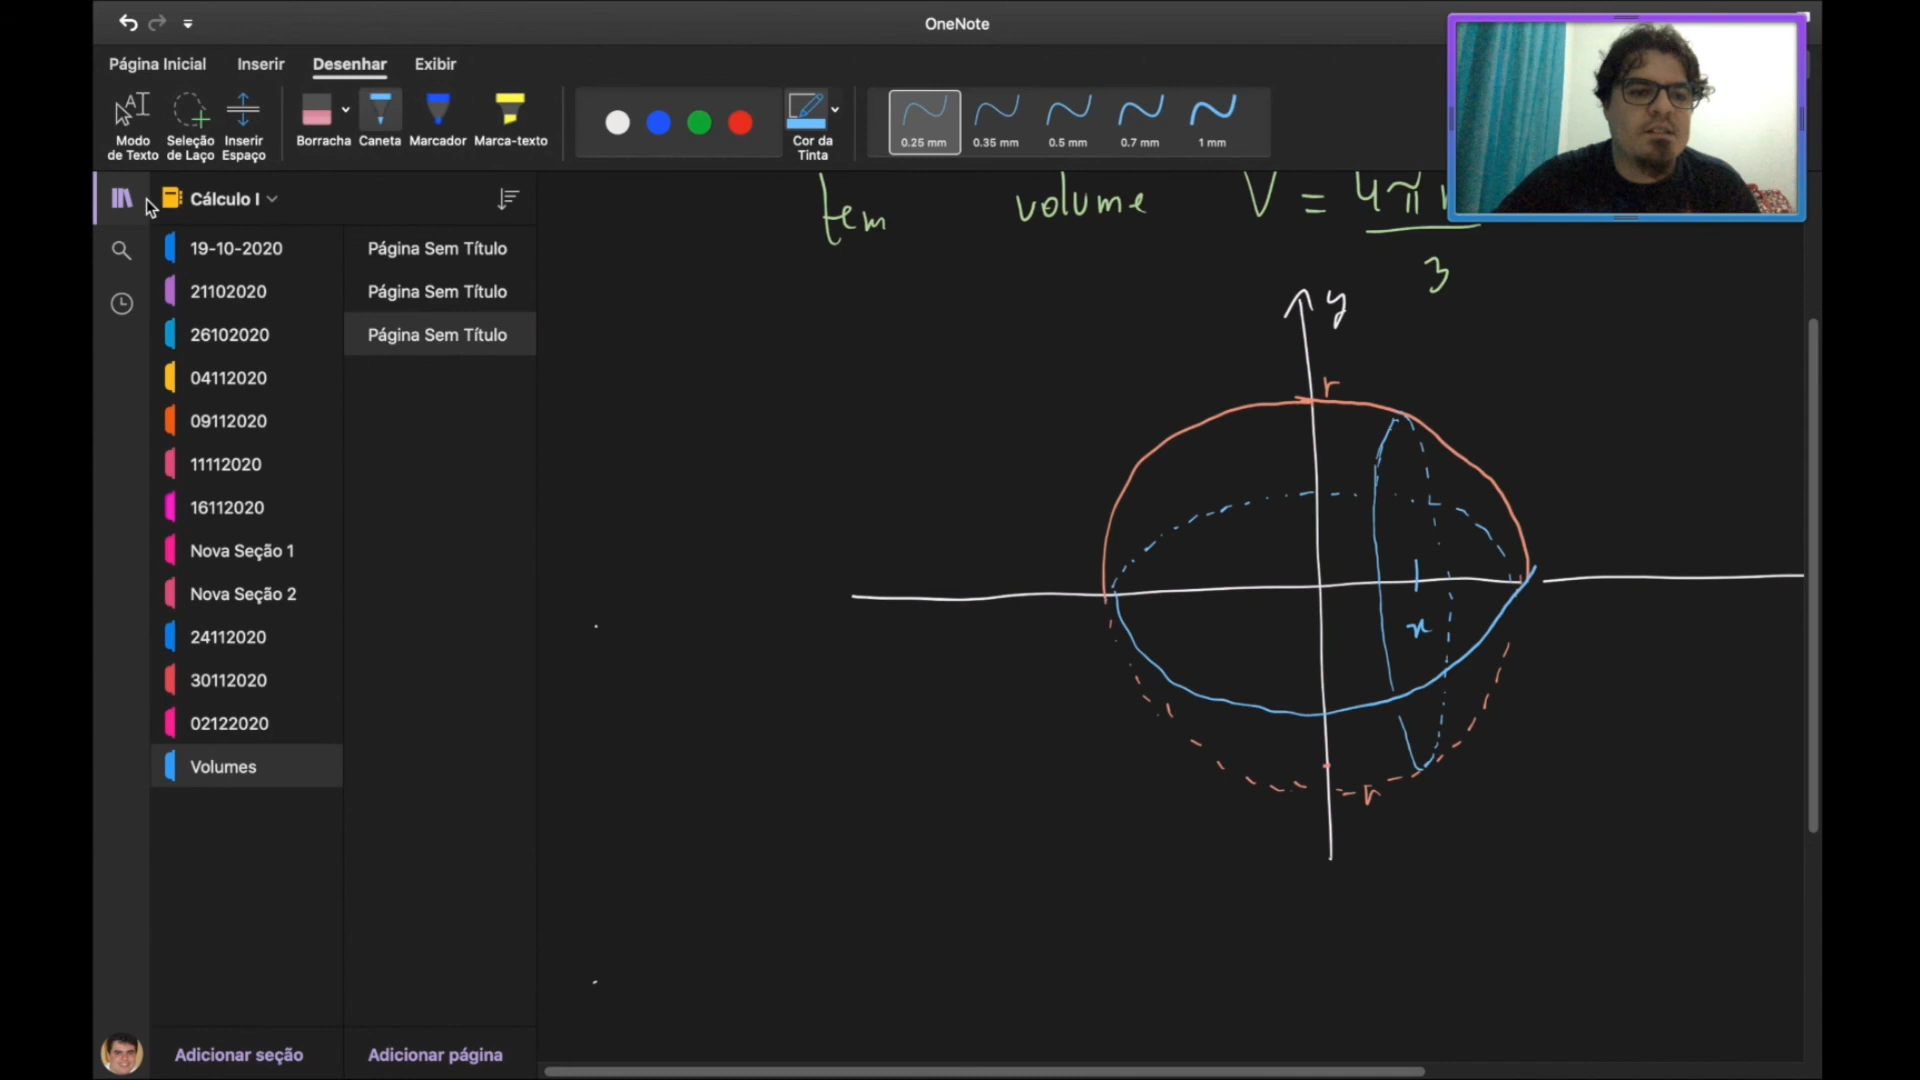 OneNote
Página Inicial Inserir Desenhar Exibir
Modo de Texto
Seleção de Laço
Inserir Espaço
Borracha
Caneta
Marcador
Marca-texto
Cor da Tinta
0.25 mm
0.35 mm
0.5 mm
0.7 mm
1 mm
Cálculo I
19-10-2020
21102020
26102020
04112020
09112020
11112020
16112020
Nova Seção 1
Nova Seção 2
24112020
30112020
02122020
Volumes
Página Sem Título
Página Sem Título
Página Sem Título
Adicionar seção
Adicionar página
tem volume V = 4π
3
y
r
x
-r